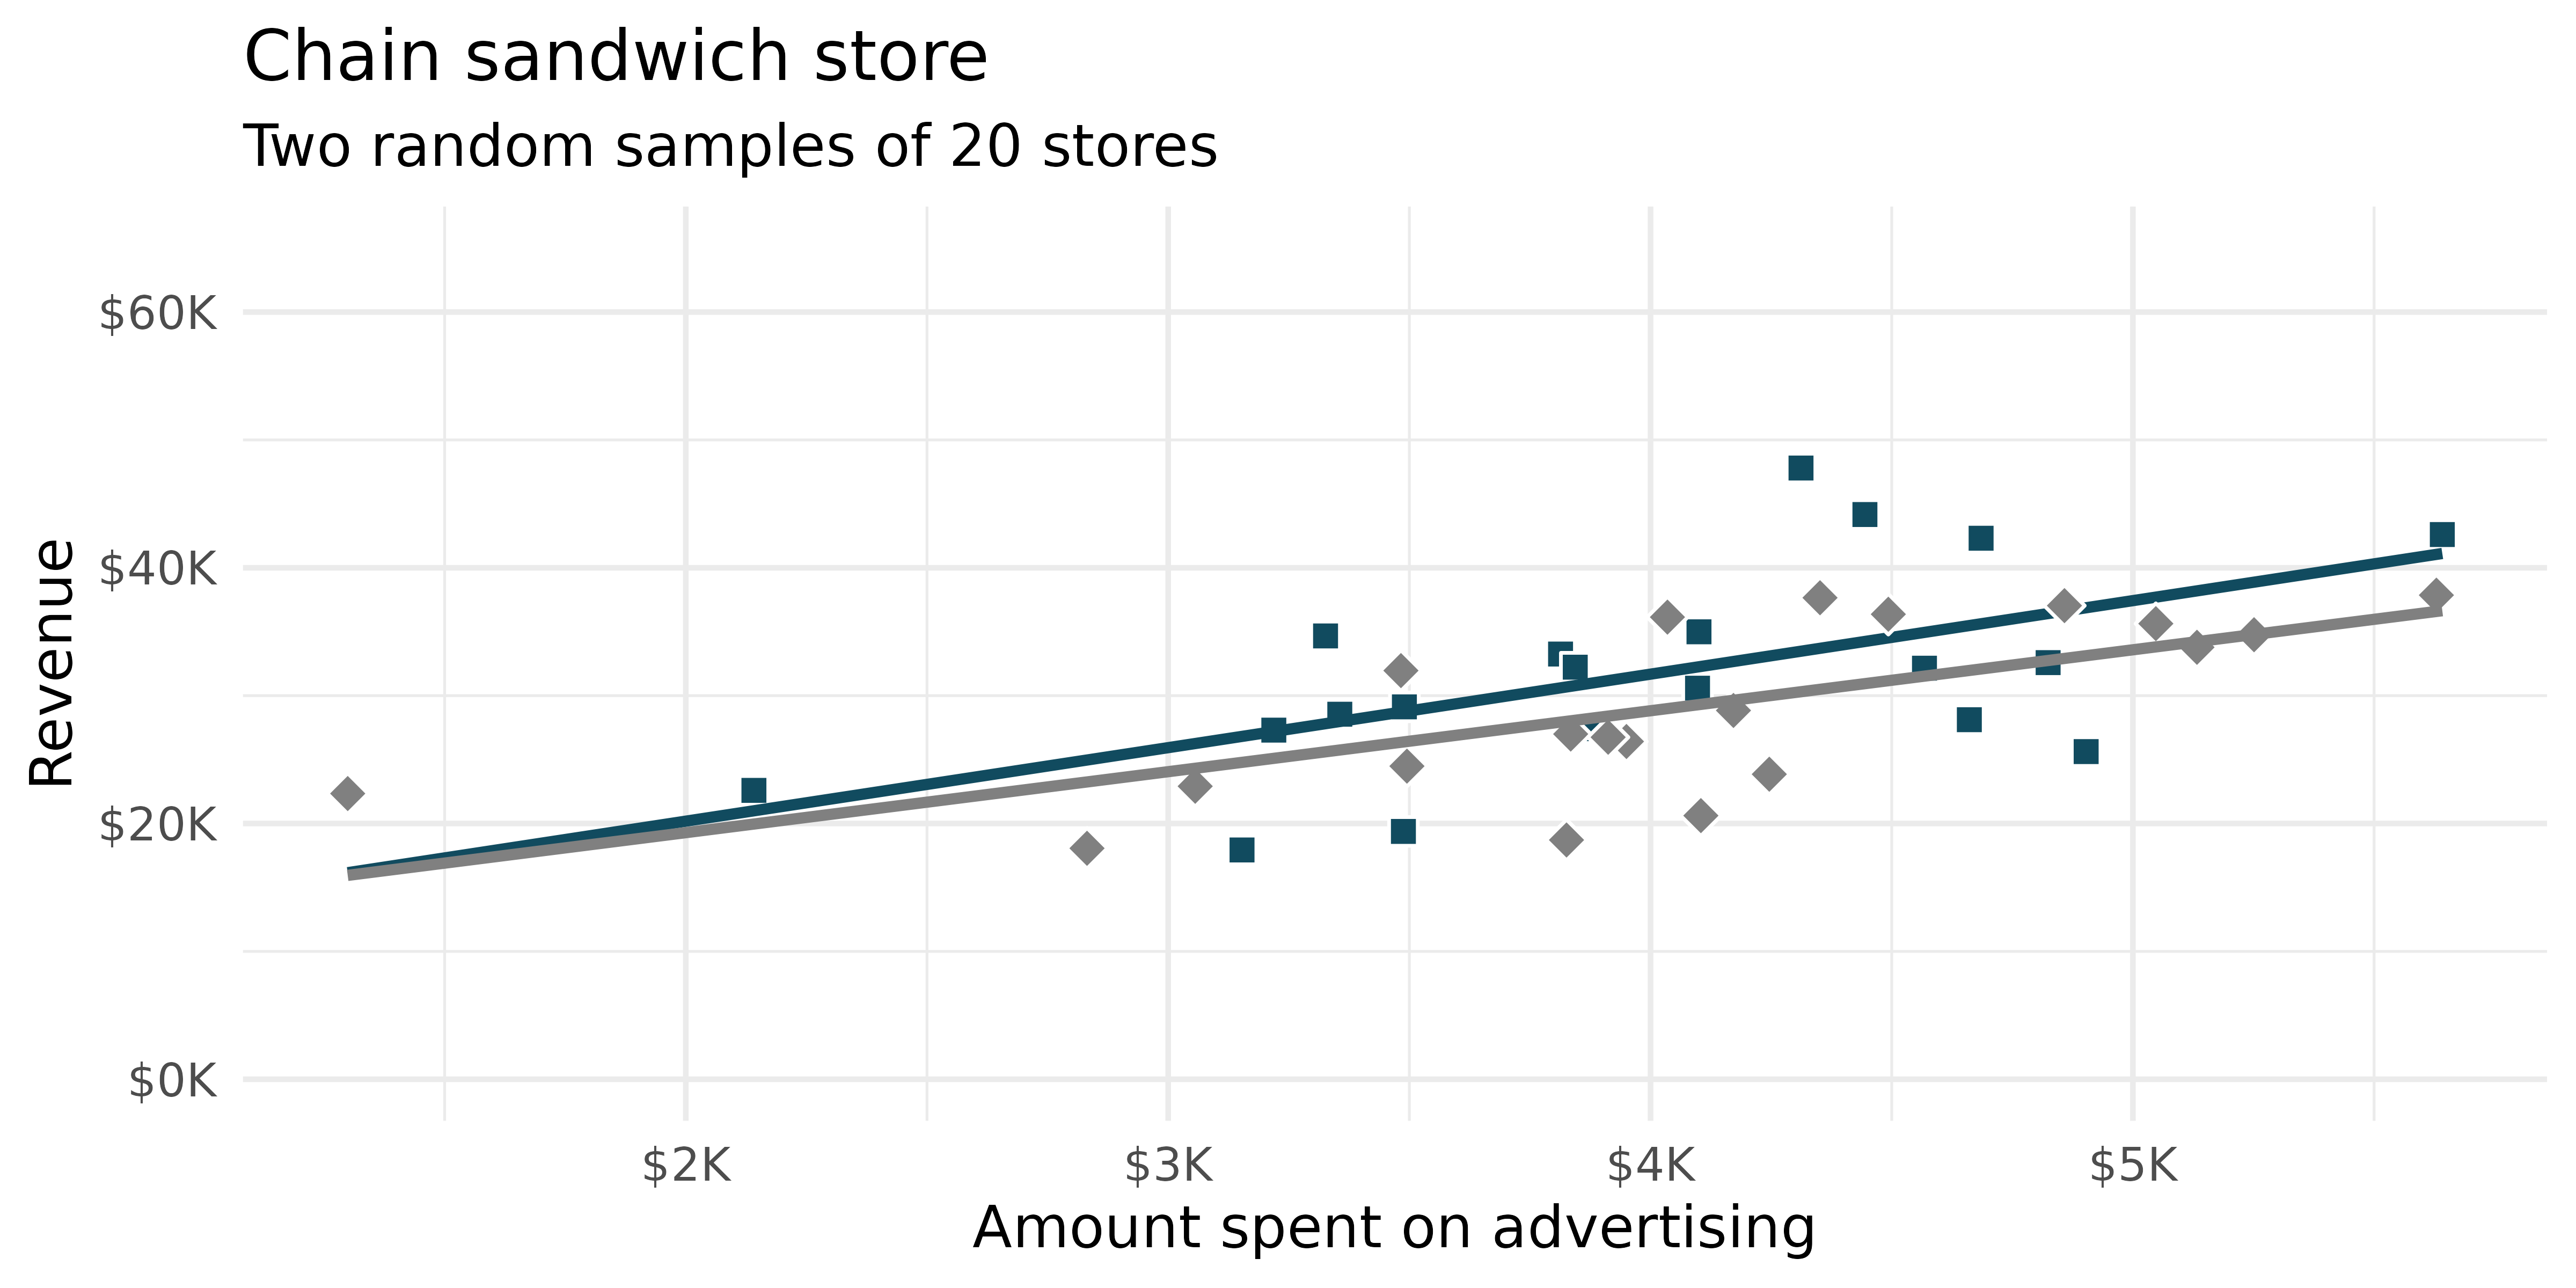 Chain sandwich store
Two random samples of 20 stores
Revenue
$60K
$40K
$20K
$0K
$2K $3K $4K $5K
Amount spent on advertising